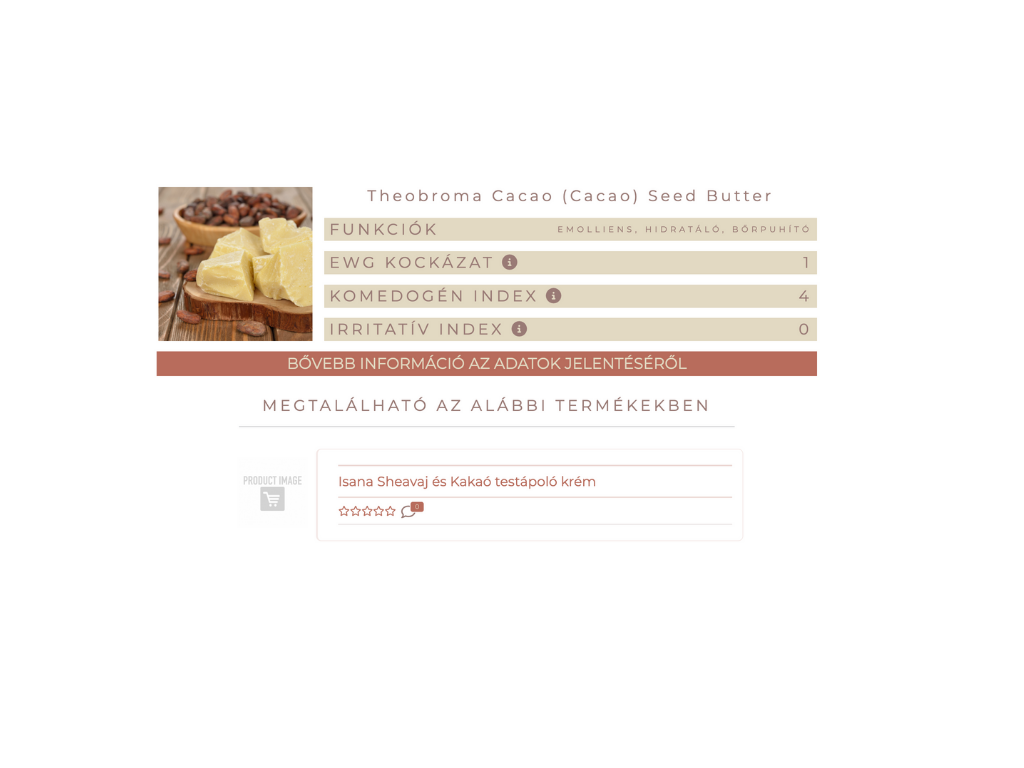 Theobroma Cacao (Cacao) Seed Butter
FUNKCIÓK EMOLLIENS, HIDRATÁLÓ, BŐRPUHÍTÓ
EWG KOCKÁZAT i 1
KOMEDOGÉN INDEX i 4
IRRITATÍV INDEX i 0
BŐVEBB INFORMÁCIÓ AZ ADATOK JELENTÉSÉRŐL
MEGTALÁLHATÓ AZ ALÁBBI TERMÉKEKBEN
PRODUCT IMAGE
Isana Sheavaj és Kakaó testápoló krém
0